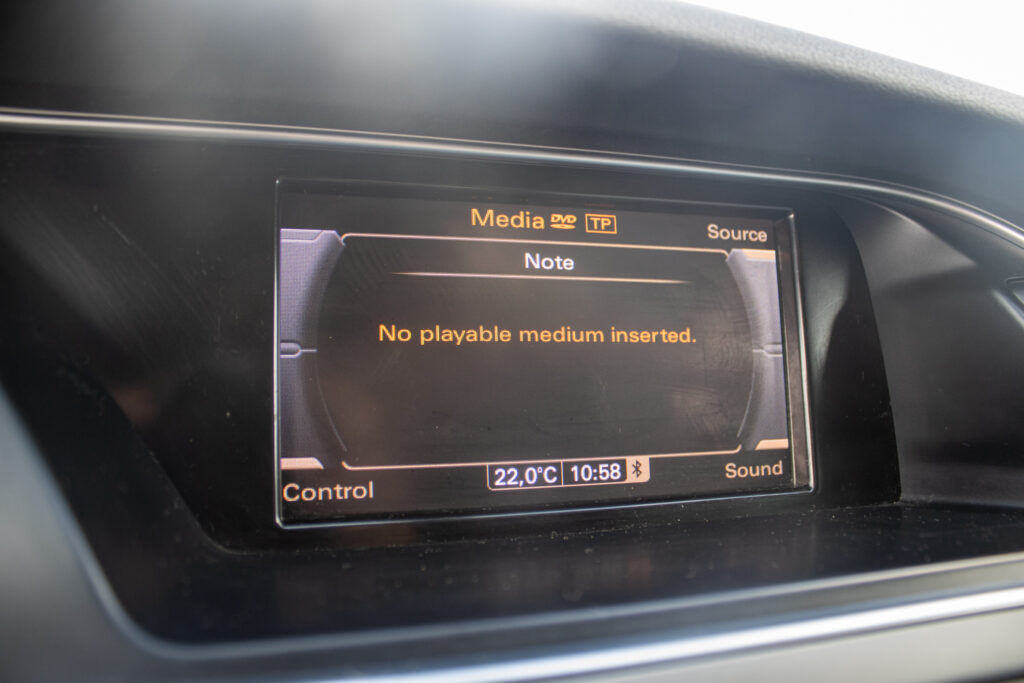 Media DVD TP
Source
Note
No playable medium inserted.
Control
22,0°C 10:58
Sound